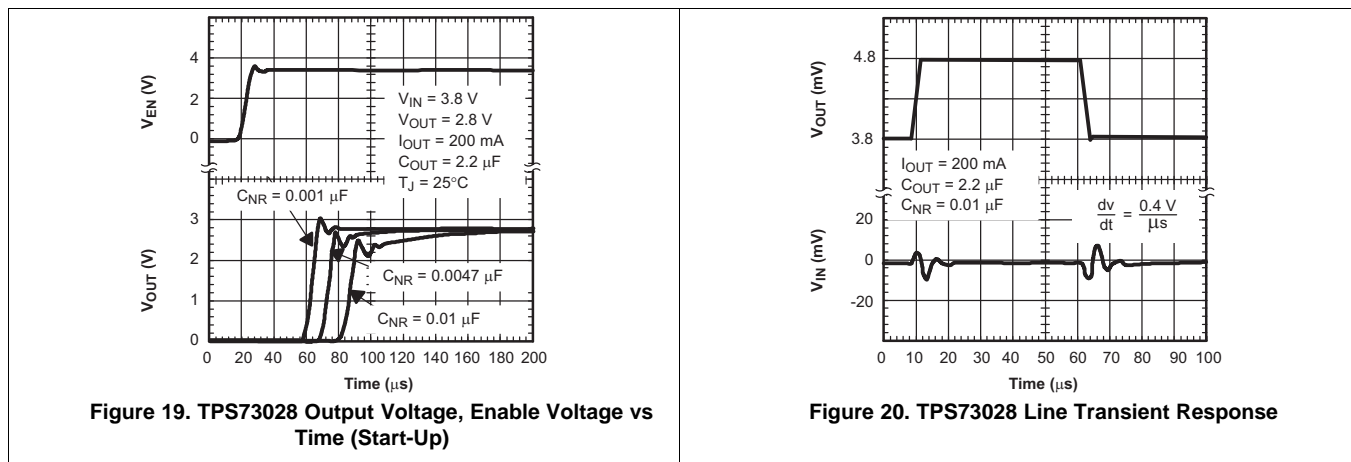 4
2
0
V_EN (V)
V_IN = 3.8 V
V_OUT = 2.8 V
I_OUT = 200 mA
C_OUT = 2.2 μF
T_J = 25°C
C_NR = 0.001 μF
3
2
1
0
V_OUT (V)
C_NR = 0.0047 μF
C_NR = 0.01 μF
0 20 40 60 80 100 120 140 160 180 200
Time (μs)
Figure 19. TPS73028 Output Voltage, Enable Voltage vs
Time (Start-Up)
4.8
3.8
V_OUT (mV)
I_OUT = 200 mA
C_OUT = 2.2 μF
C_NR = 0.01 μF
dv/dt = 0.4 V/μs
20
0
-20
V_IN (mV)
0 10 20 30 40 50 60 70 80 90 100
Time (μs)
Figure 20. TPS73028 Line Transient Response